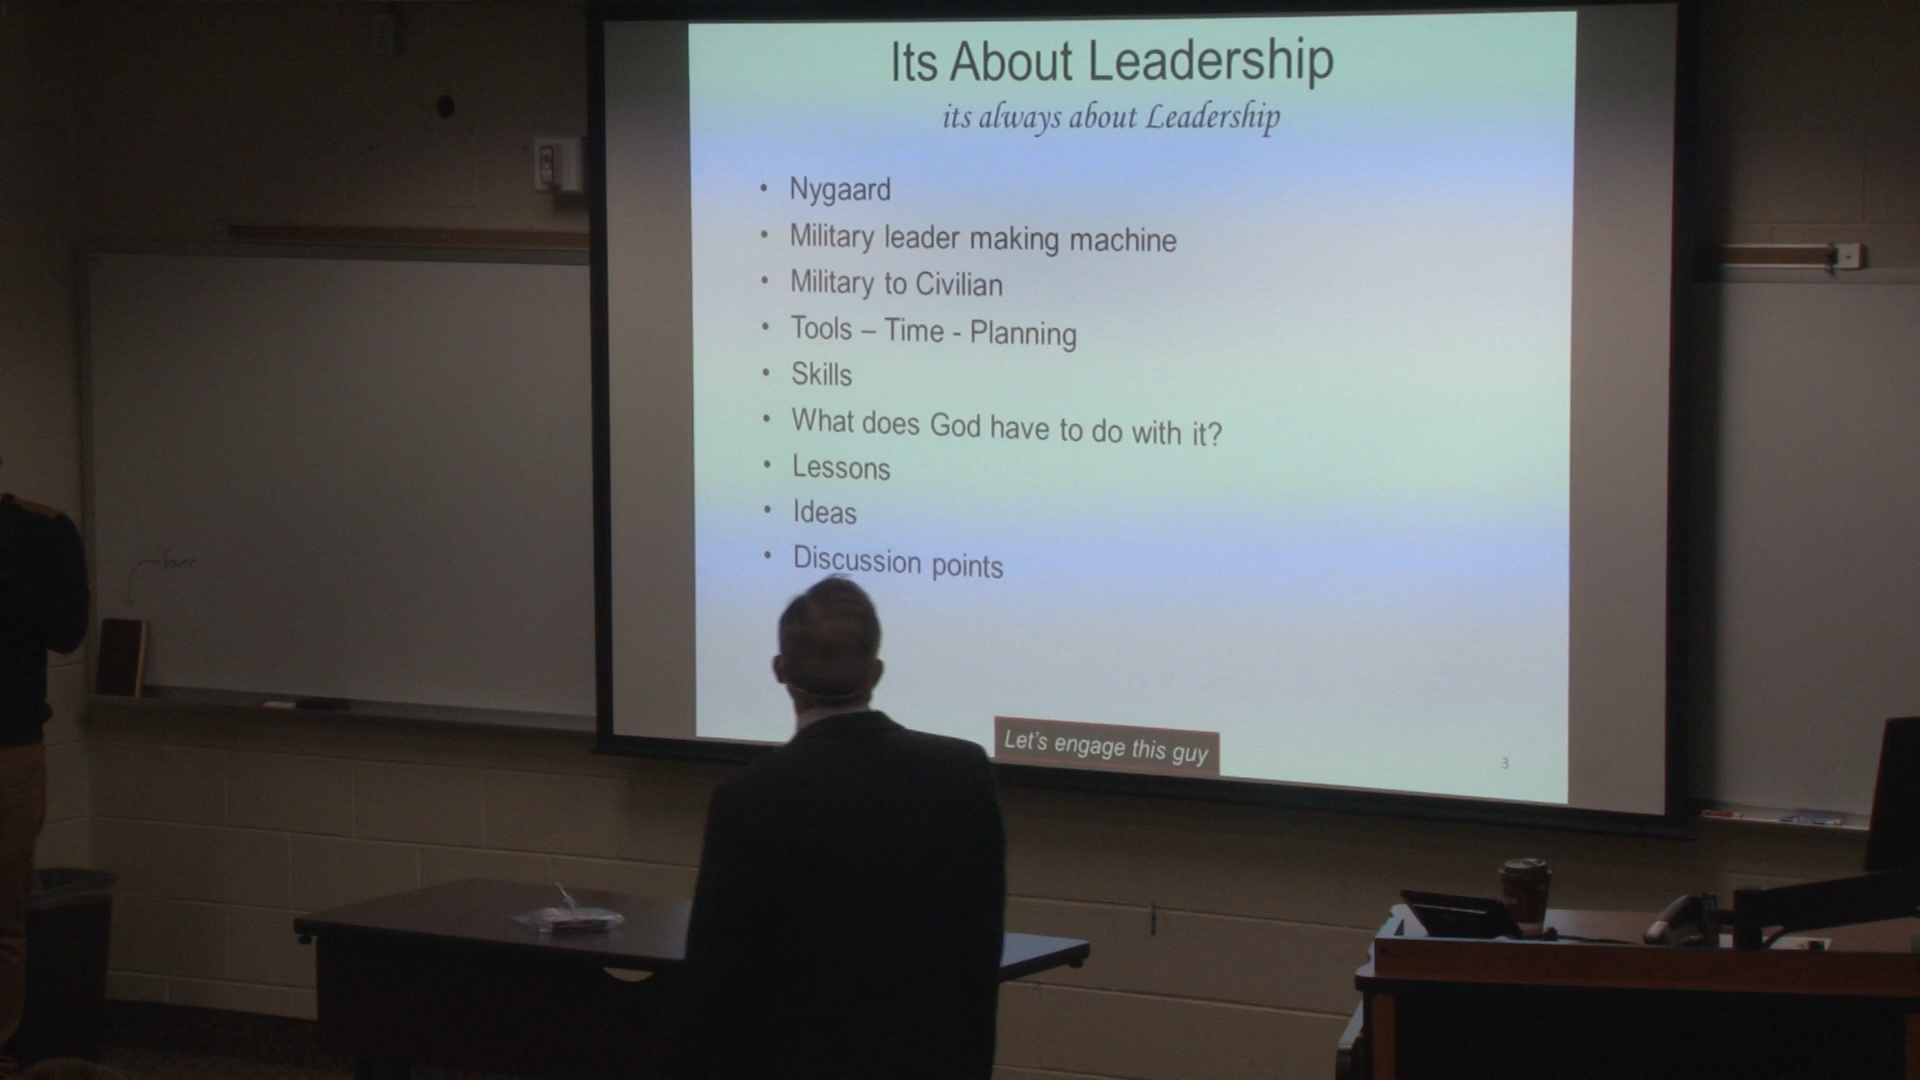 Its About Leadership
its always about Leadership
• Nygaard
• Military leader making machine
• Military to Civilian
• Tools – Time - Planning
• Skills
• What does God have to do with it?
• Lessons
• Ideas
• Discussion points
Let's engage this guy
3